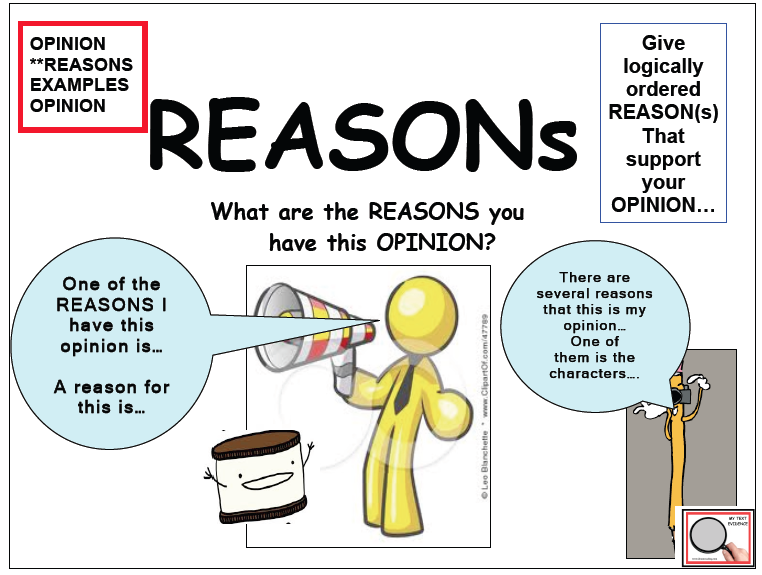 OPINION
**REASONS
EXAMPLES
OPINION
REASONs
Give
logically
ordered
REASON(s)
That
support
your
OPINION…
What are the REASONS you
have this OPINION?
One of the
REASONS I
have this
opinion is…
A reason for
this is…
There are
several reasons
that this is my
opinion…
One of
them is the
characters….
© Leo Blanchette * www.ClipartOf.com/47789
MY TEXT
EVIDENCE